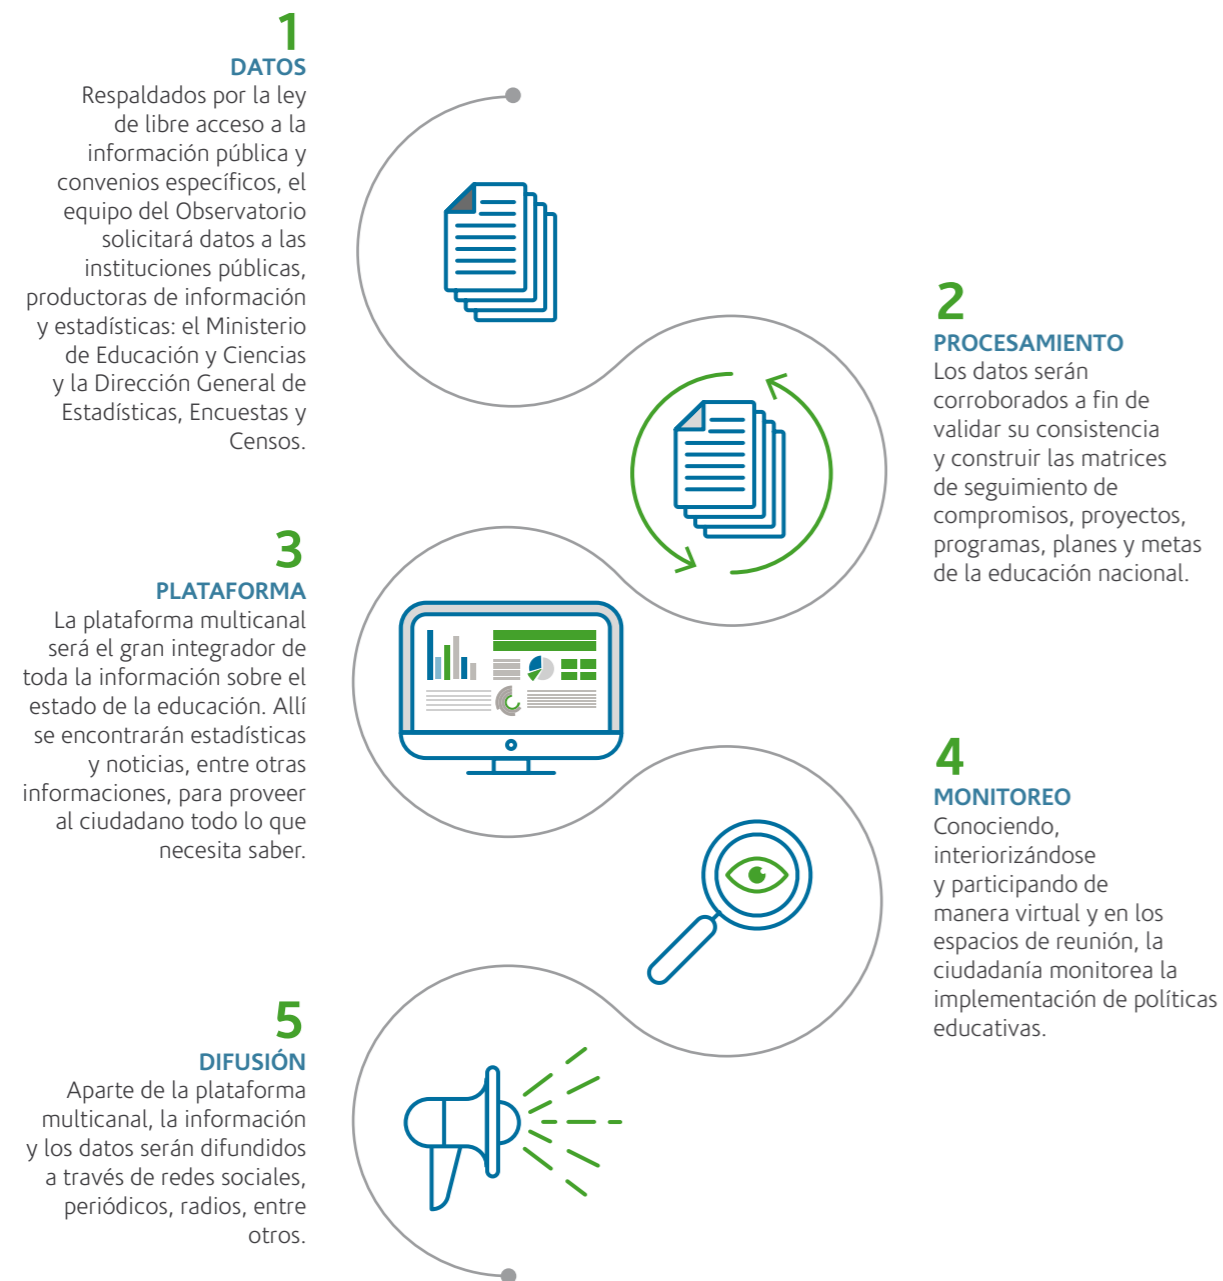 1
DATOS
Respaldados por la ley
de libre acceso a la
información pública y
convenios específicos, el
equipo del Observatorio
solicitará datos a las
instituciones públicas,
productoras de información
y estadísticas: el Ministerio
de Educación y Ciencias
y la Dirección General de
Estadísticas, Encuestas y
Censos.
2
PROCESAMIENTO
Los datos serán
corroborados a fin de
validar su consistencia
y construir las matrices
de seguimiento de
compromisos, proyectos,
programas, planes y metas
de la educación nacional.
3
PLATAFORMA
La plataforma multicanal
será el gran integrador de
toda la información sobre el
estado de la educación. Allí
se encontrarán estadísticas
y noticias, entre otras
informaciones, para proveer
al ciudadano todo lo que
necesita saber.
4
MONITOREO
Conociendo,
interiorizándose
y participando de
manera virtual y en los
espacios de reunión, la
ciudadanía monitorea la
implementación de políticas
educativas.
5
DIFUSIÓN
Aparte de la plataforma
multicanal, la información
y los datos serán difundidos
a través de redes sociales,
periódicos, radios, entre
otros.